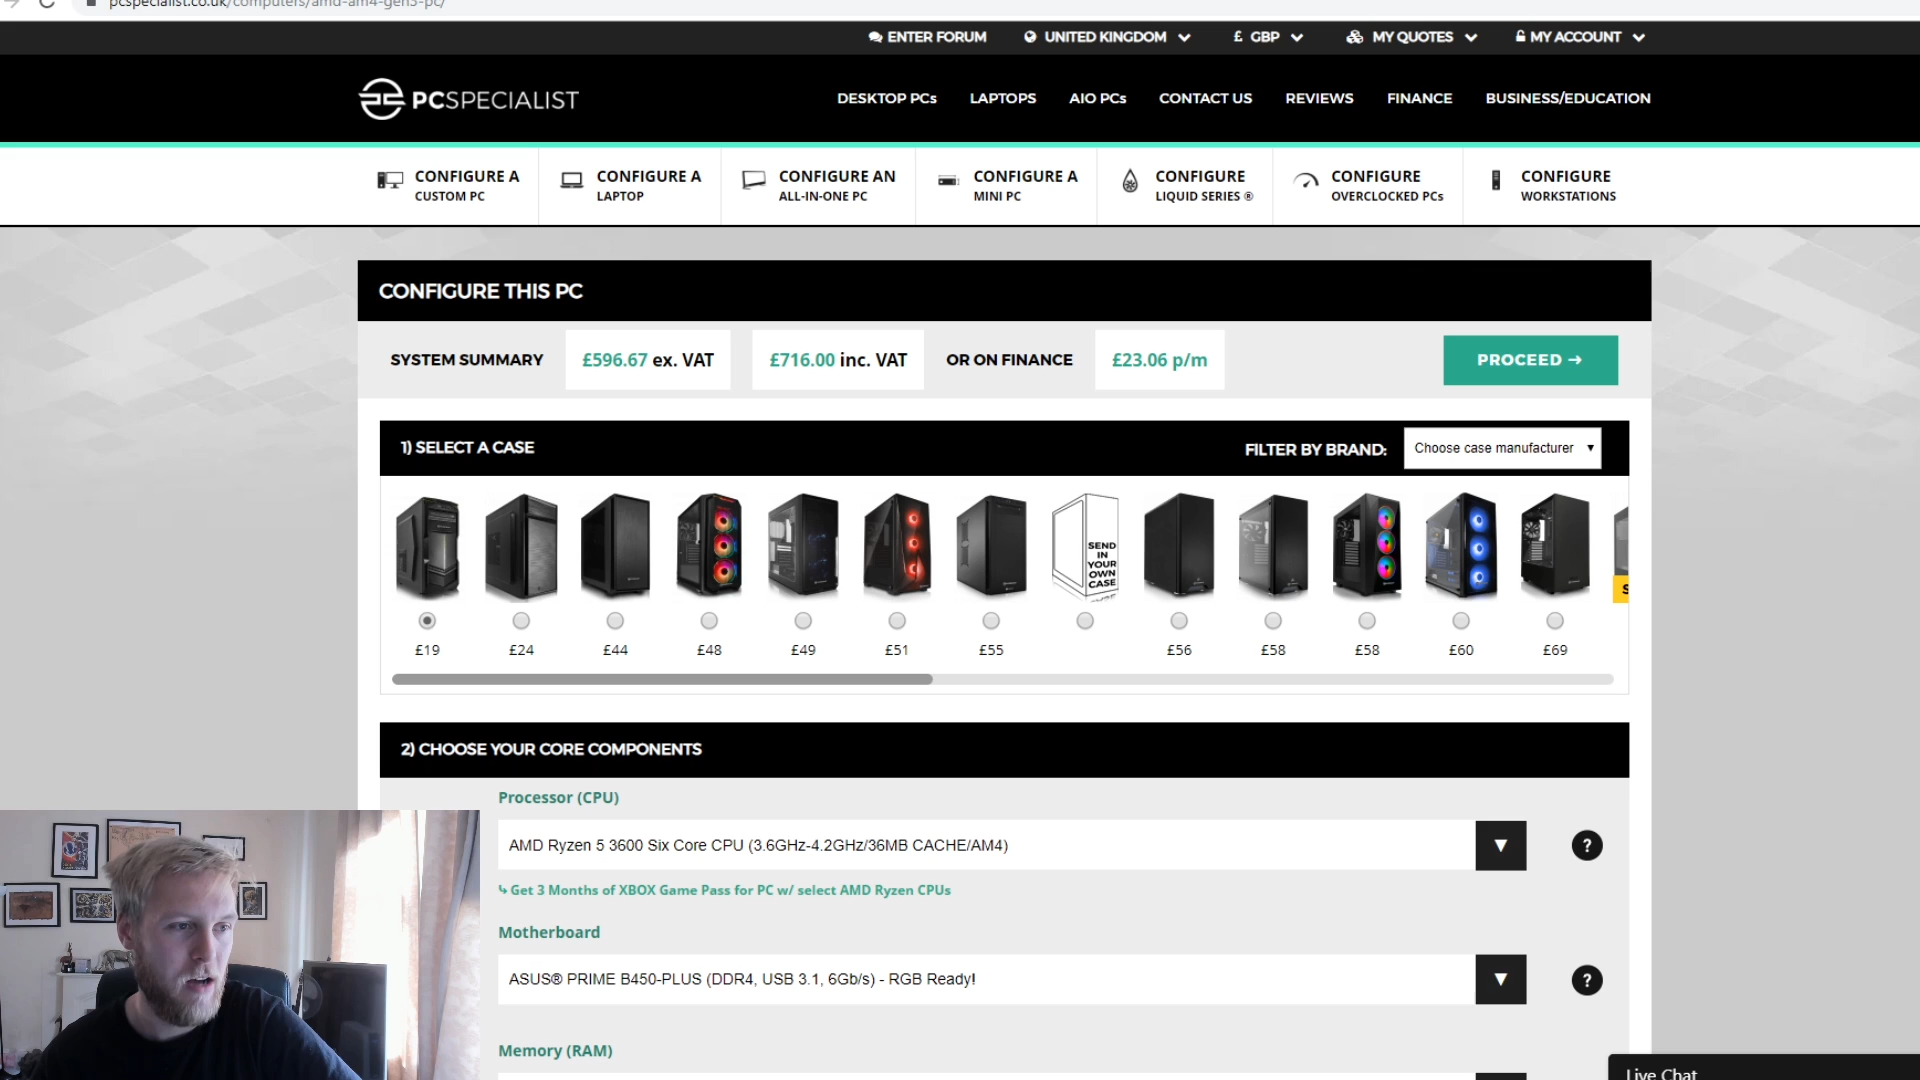 pcspecialist.co.uk/computers/amd-am4-gen3-pc/
ENTER FORUM
UNITED KINGDOM
£ GBP
MY QUOTES
MY ACCOUNT
PCSPECIALIST
DESKTOP PCs
LAPTOPS
AIO PCs
CONTACT US
REVIEWS
FINANCE
BUSINESS/EDUCATION
CONFIGURE A
CUSTOM PC
CONFIGURE A
LAPTOP
CONFIGURE AN
ALL-IN-ONE PC
CONFIGURE A
MINI PC
CONFIGURE
LIQUID SERIES ®
CONFIGURE
OVERCLOCKED PCs
CONFIGURE
WORKSTATIONS
CONFIGURE THIS PC
SYSTEM SUMMARY
£596.67 ex. VAT
£716.00 inc. VAT
OR ON FINANCE
£23.06 p/m
PROCEED →
1) SELECT A CASE
FILTER BY BRAND:
Choose case manufacturer
SEND
IN
YOUR
OWN
CASE
£19
£24
£44
£48
£49
£51
£55
£56
£58
£58
£60
£69
2) CHOOSE YOUR CORE COMPONENTS
Processor (CPU)
AMD Ryzen 5 3600 Six Core CPU (3.6GHz-4.2GHz/36MB CACHE/AM4)
?
Get 3 Months of XBOX Game Pass for PC w/ select AMD Ryzen CPUs
Motherboard
ASUS® PRIME B450-PLUS (DDR4, USB 3.1, 6Gb/s) - RGB Ready!
?
Memory (RAM)
Live Chat